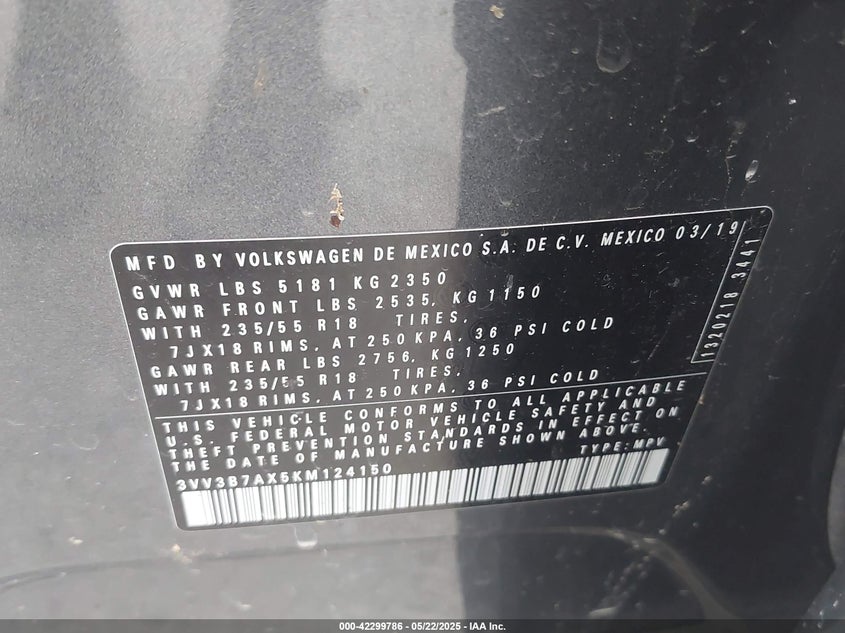 MFD BY VOLKSWAGEN DE MEXICO S.A. DE C.V. MEXICO 03/19
GVWR LBS 5181 KG 2350
GAWR FRONT LBS 2535, KG 1150
WITH 235/55 R18 TIRES,
7JX18 RIMS, AT 250 KPA, 36 PSI COLD
GAWR REAR LBS 2756, KG 1250
WITH 235/55 R18 TIRES,
7JX18 RIMS, AT 250 KPA, 36 PSI COLD
1320218 3441
THIS VEHICLE CONFORMS TO ALL APPLICABLE
U.S. FEDERAL MOTOR VEHICLE SAFETY AND
THEFT PREVENTION STANDARDS IN EFFECT ON
THE DATE OF MANUFACTURE SHOWN ABOVE.
3VV3B7AX5KM124150 TYPE: MPV
000-42299786 - 05/22/2025 - IAA Inc.